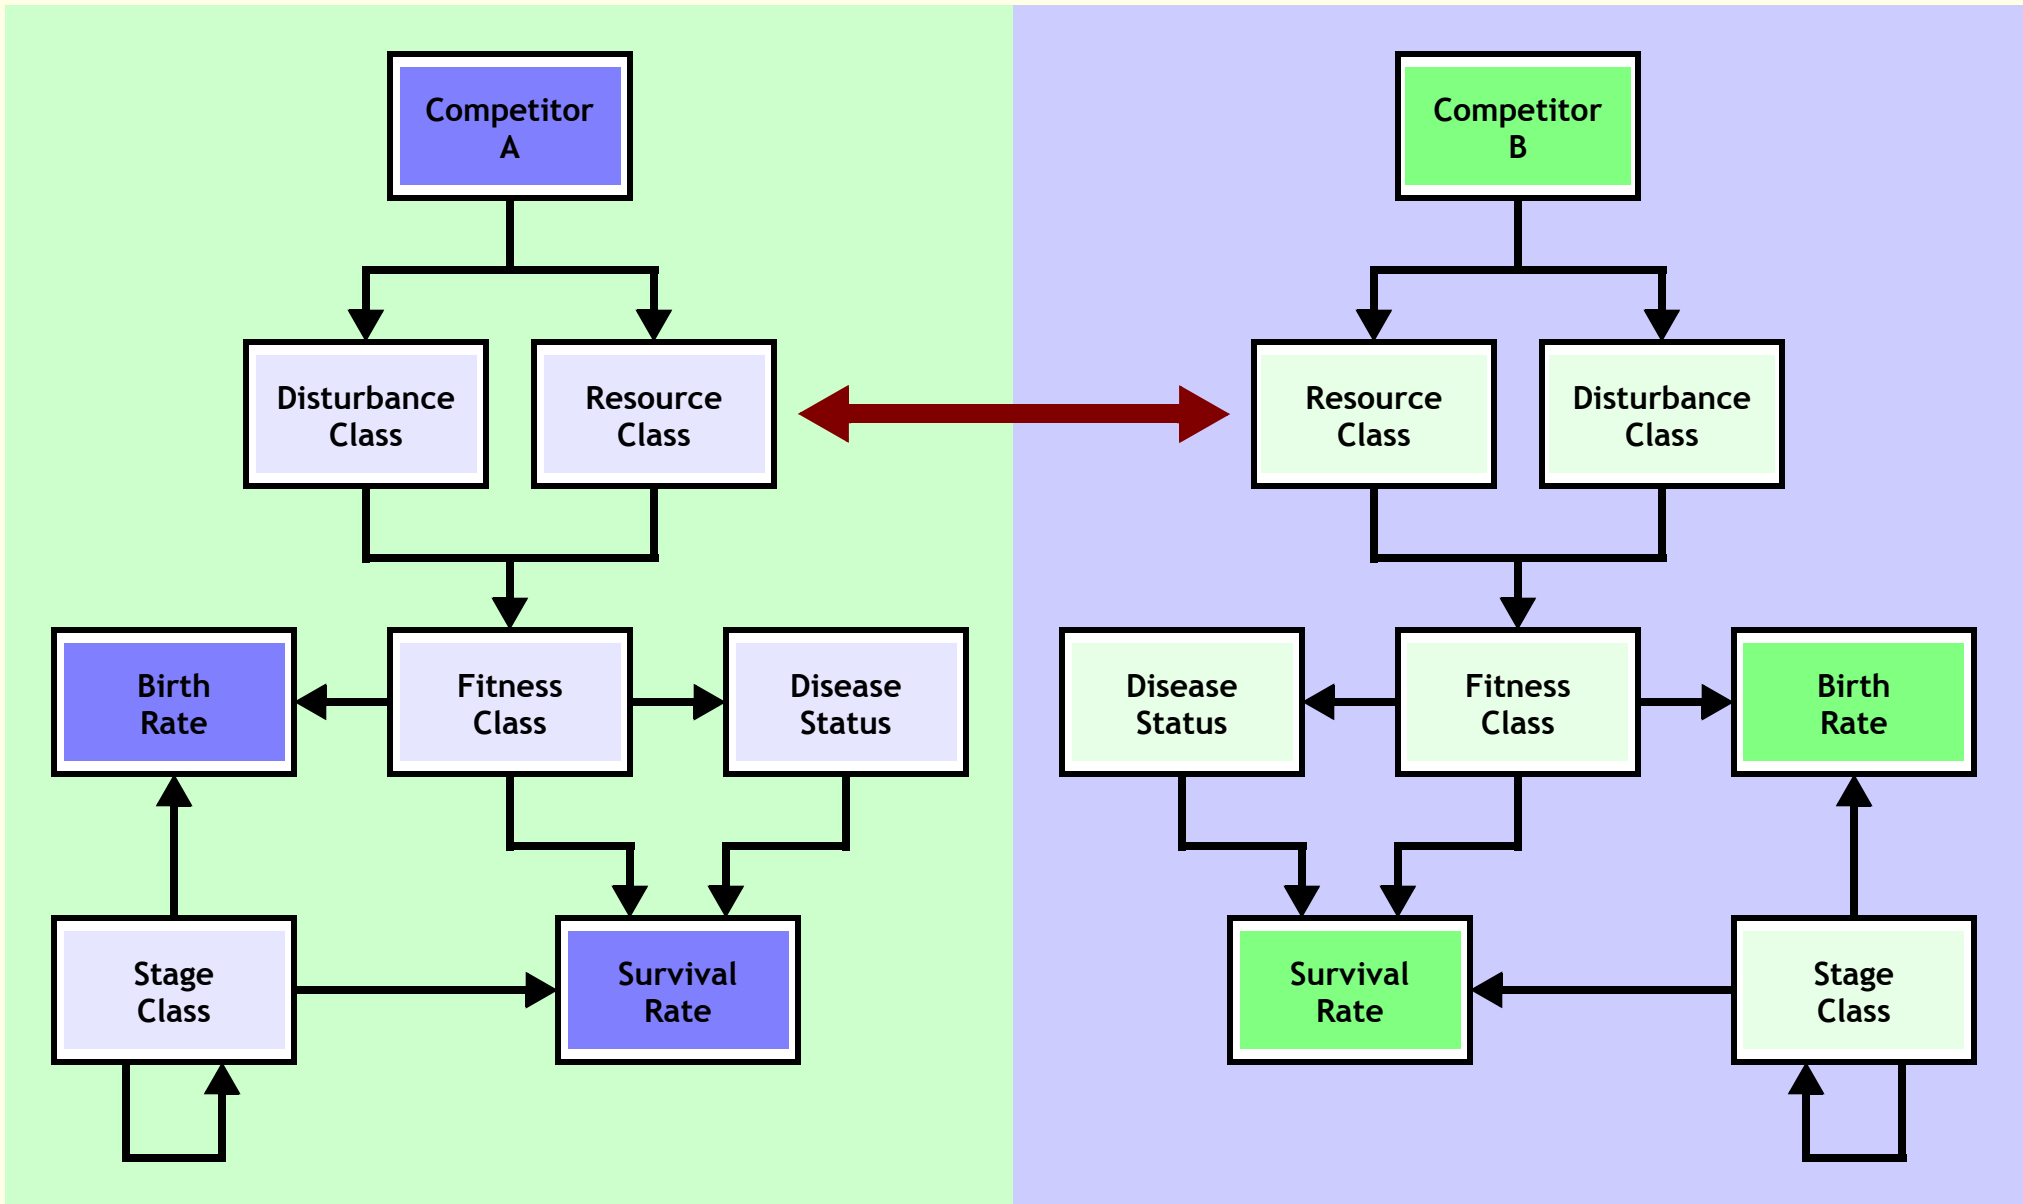 Competitor
A
Competitor
B
Disturbance
Class
Resource
Class
Resource
Class
Disturbance
Class
Birth
Rate
Fitness
Class
Disease
Status
Disease
Status
Fitness
Class
Birth
Rate
Stage
Class
Survival
Rate
Survival
Rate
Stage
Class